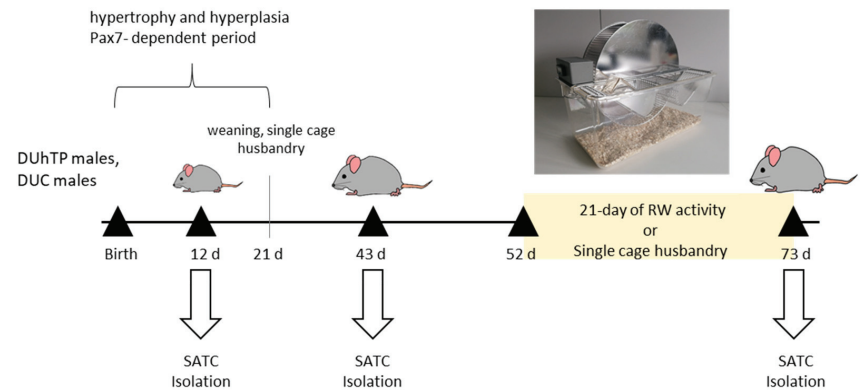 hypertrophy and hyperplasia
Pax7- dependent period
weaning, single cage
husbandry
DUhTP males,
DUC males
21-day of RW activity
or
Single cage husbandry
Birth
12 d
21 d
43 d
52 d
73 d
SATC
Isolation
SATC
Isolation
SATC
Isolation